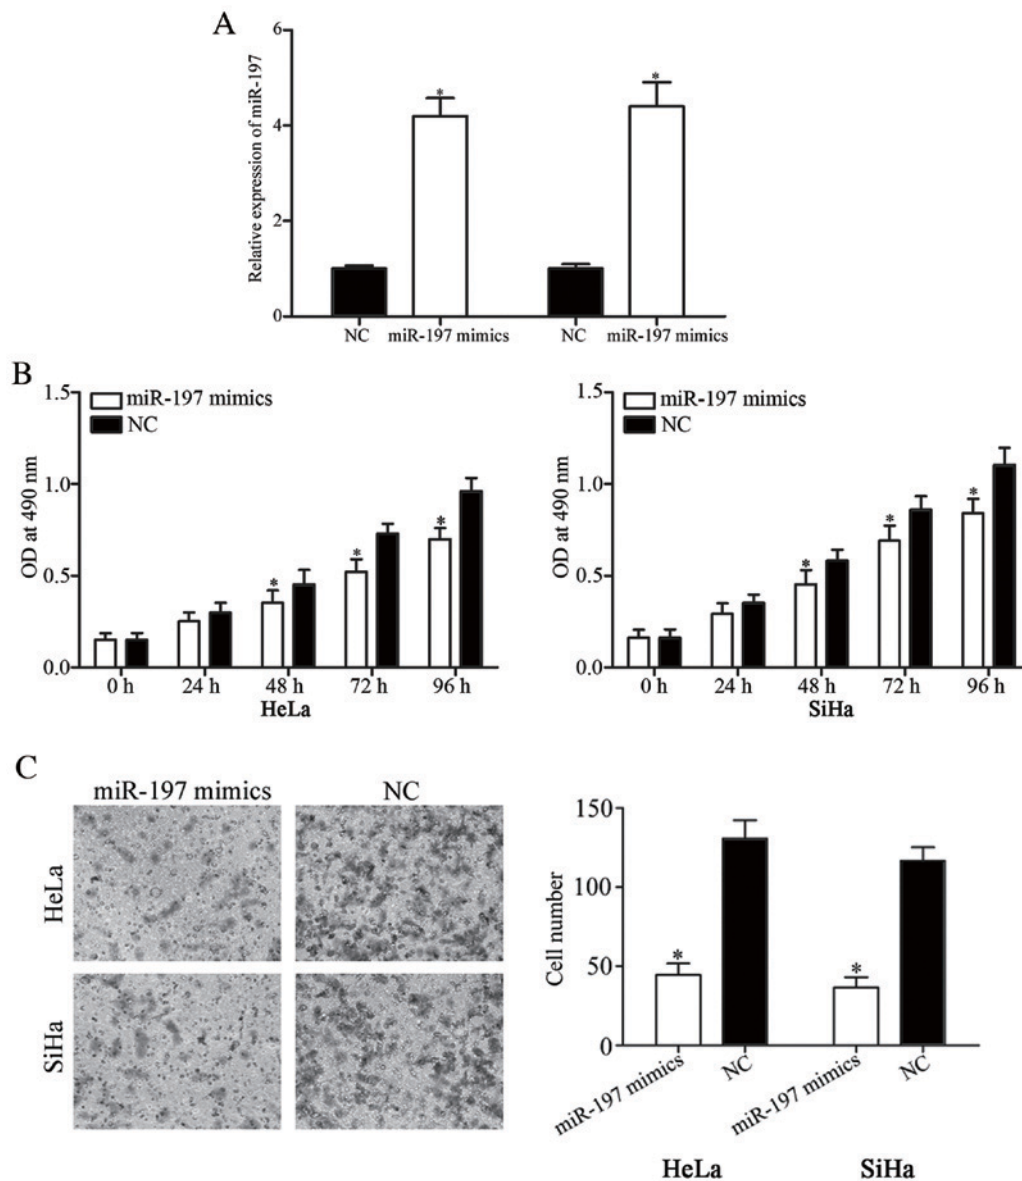 A
Relative expression of miR-197
6
4
2
0
*
*
NC
miR-197 mimics
NC
miR-197 mimics
B
OD at 490 nm
1.5
1.0
0.5
0.0
miR-197 mimics
NC
*
*
*
0 h
24 h
48 h
72 h
96 h
HeLa
OD at 490 nm
1.5
1.0
0.5
0.0
miR-197 mimics
NC
*
*
*
0 h
24 h
48 h
72 h
96 h
SiHa
C
miR-197 mimics
NC
HeLa
SiHa
Cell number
150
100
50
0
*
*
miR-197 mimics
NC
miR-197 mimics
NC
HeLa
SiHa